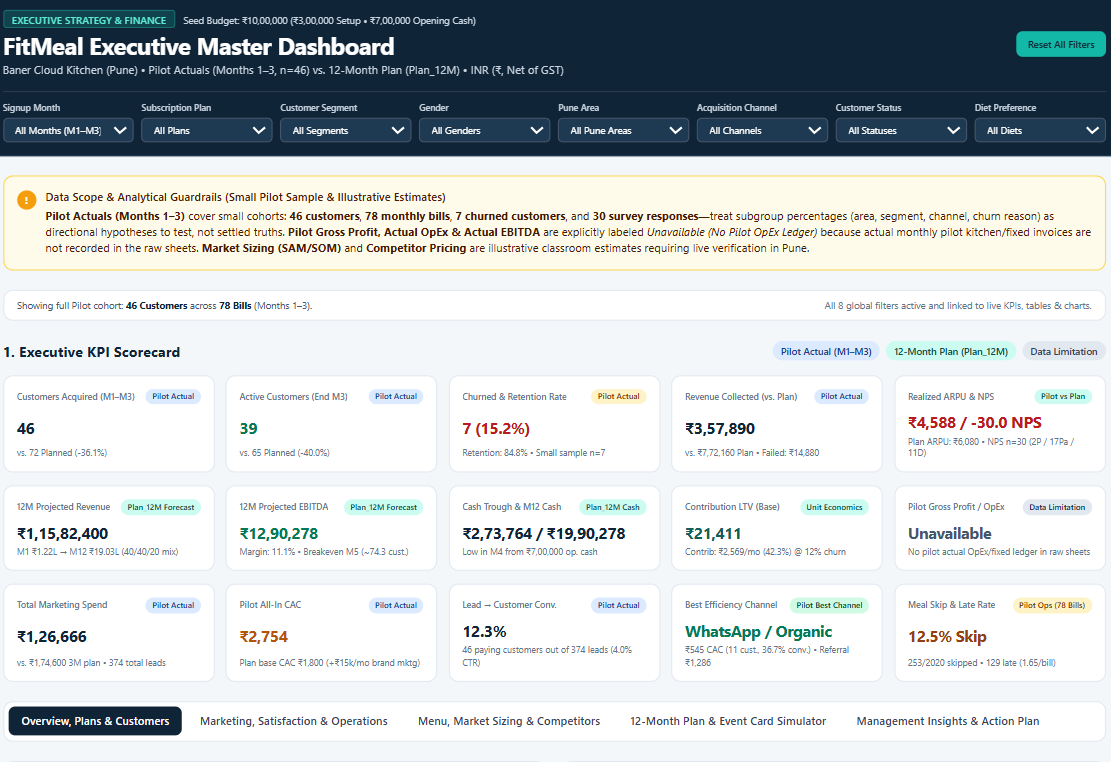 EXECUTIVE STRATEGY & FINANCE Seed Budget: ₹10,00,000 (₹3,00,000 Setup • ₹7,00,000 Opening Cash)
FitMeal Executive Master Dashboard
Reset All Filters
Baner Cloud Kitchen (Pune) • Pilot Actuals (Months 1–3, n=46) vs. 12-Month Plan (Plan_12M) • INR (₹, Net of GST)
Signup Month Subscription Plan Customer Segment Gender Pune Area Acquisition Channel Customer Status Diet Preference
All Months (M1–M3) All Plans All Segments All Genders All Pune Areas All Channels All Statuses All Diets
! Data Scope & Analytical Guardrails (Small Pilot Sample & Illustrative Estimates)
Pilot Actuals (Months 1–3) cover small cohorts: 46 customers, 78 monthly bills, 7 churned customers, and 30 survey responses—treat subgroup percentages (area, segment, channel, churn reason) as
directional hypotheses to test, not settled truths. Pilot Gross Profit, Actual OpEx & Actual EBITDA are explicitly labeled Unavailable (No Pilot OpEx Ledger) because actual monthly pilot kitchen/fixed invoices are
not recorded in the raw sheets. Market Sizing (SAM/SOM) and Competitor Pricing are illustrative classroom estimates requiring live verification in Pune.
Showing full Pilot cohort: 46 Customers across 78 Bills (Months 1–3). All 8 global filters active and linked to live KPIs, tables & charts.
1. Executive KPI Scorecard Pilot Actual (M1–M3) 12-Month Plan (Plan_12M) Data Limitation
Customers Acquired (M1–M3) Pilot Actual
46
vs. 72 Planned (-36.1%)
Active Customers (End M3) Pilot Actual
39
vs. 65 Planned (-40.0%)
Churned & Retention Rate Pilot Actual
7 (15.2%)
Retention: 84.8% • Small sample n=7
Revenue Collected (vs. Plan) Pilot Actual
₹3,57,890
vs. ₹7,72,160 Plan • Failed: ₹14,880
Realized ARPU & NPS Pilot vs Plan
₹4,588 / -30.0 NPS
Plan ARPU: ₹6,080 • NPS n=30 (2P / 17Pa /
11D)
12M Projected Revenue Plan_12M Forecast
₹1,15,82,400
M1 ₹1.22L → M12 ₹19.03L (40/40/20 mix)
12M Projected EBITDA Plan_12M Forecast
₹12,90,278
Margin: 11.1% • Breakeven M5 (~74.3 cust.)
Cash Trough & M12 Cash Plan_12M Cash
₹2,73,764 / ₹19,90,278
Low in M4 from ₹7,00,000 op. cash
Contribution LTV (Base) Unit Economics
₹21,411
Contrib: ₹2,569/mo (42.3%) @ 12% churn
Pilot Gross Profit / OpEx Data Limitation
Unavailable
No pilot actual OpEx/fixed ledger in raw sheets
Total Marketing Spend Pilot Actual
₹1,26,666
vs. ₹1,74,600 3M plan • 374 total leads
Pilot All-In CAC Pilot Actual
₹2,754
Plan base CAC ₹1,800 (+₹15k/mo brand mktg)
Lead → Customer Conv. Pilot Actual
12.3%
46 paying customers out of 374 leads (4.0%
CTR)
Best Efficiency Channel Pilot Best Channel
WhatsApp / Organic
₹545 CAC (11 cust., 36.7% conv.) • Referral
₹1,286
Meal Skip & Late Rate Pilot Ops (78 Bills)
12.5% Skip
253/2020 skipped • 129 late (1.65/bill)
Overview, Plans & Customers Marketing, Satisfaction & Operations Menu, Market Sizing & Competitors 12-Month Plan & Event Card Simulator Management Insights & Action Plan